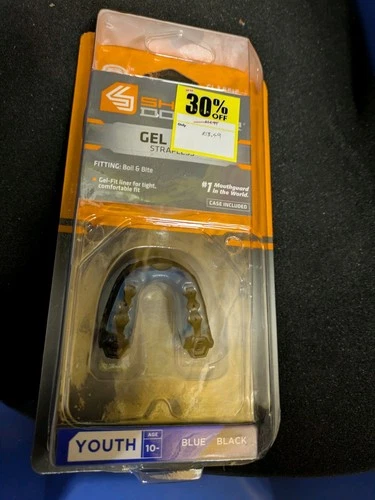 SH
30% OFF
GEL
STRAPLESS
FITTING: Boil & Bite
• Gel-Fit liner for tight,
comfortable fit
#1 Mouthguard
in the World.
CASE INCLUDED
YOUTH
AGE
10-
BLUE BLACK